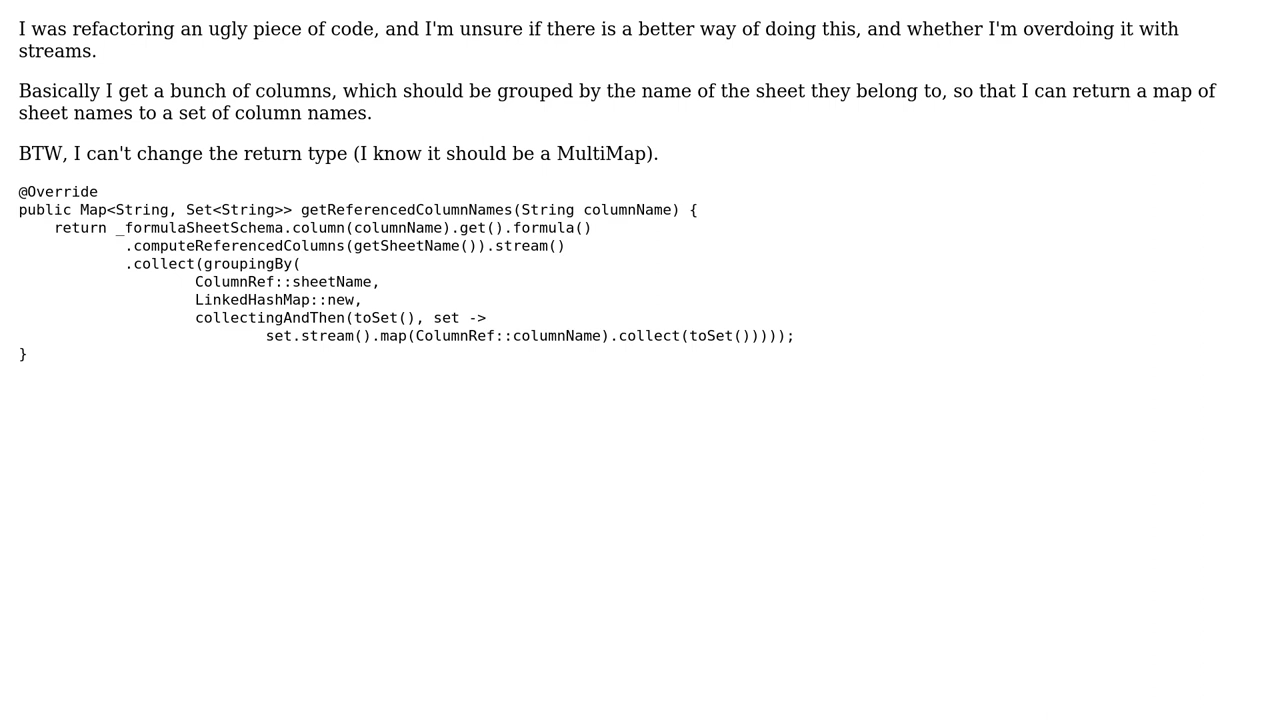 I was refactoring an ugly piece of code, and I'm unsure if there is a better way of doing this, and whether I'm overdoing it with
streams.
Basically I get a bunch of columns, which should be grouped by the name of the sheet they belong to, so that I can return a map of
sheet names to a set of column names.
BTW, I can't change the return type (I know it should be a MultiMap).
@Override
public Map<String, Set<String>> getReferencedColumnNames(String columnName) {
    return _formulaSheetSchema.column(columnName).get().formula()
            .computeReferencedColumns(getSheetName()).stream()
            .collect(groupingBy(
                    ColumnRef::sheetName,
                    LinkedHashMap::new,
                    collectingAndThen(toSet(), set ->
                            set.stream().map(ColumnRef::columnName).collect(toSet()))));
}